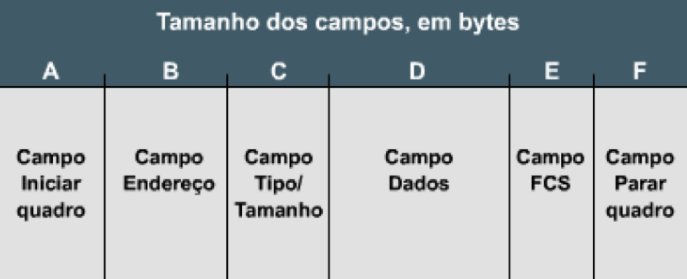 Tamanho dos campos, em bytes
A B C D E F
Campo Iniciar quadro
Campo Endereço
Campo Tipo/ Tamanho
Campo Dados
Campo FCS
Campo Parar quadro